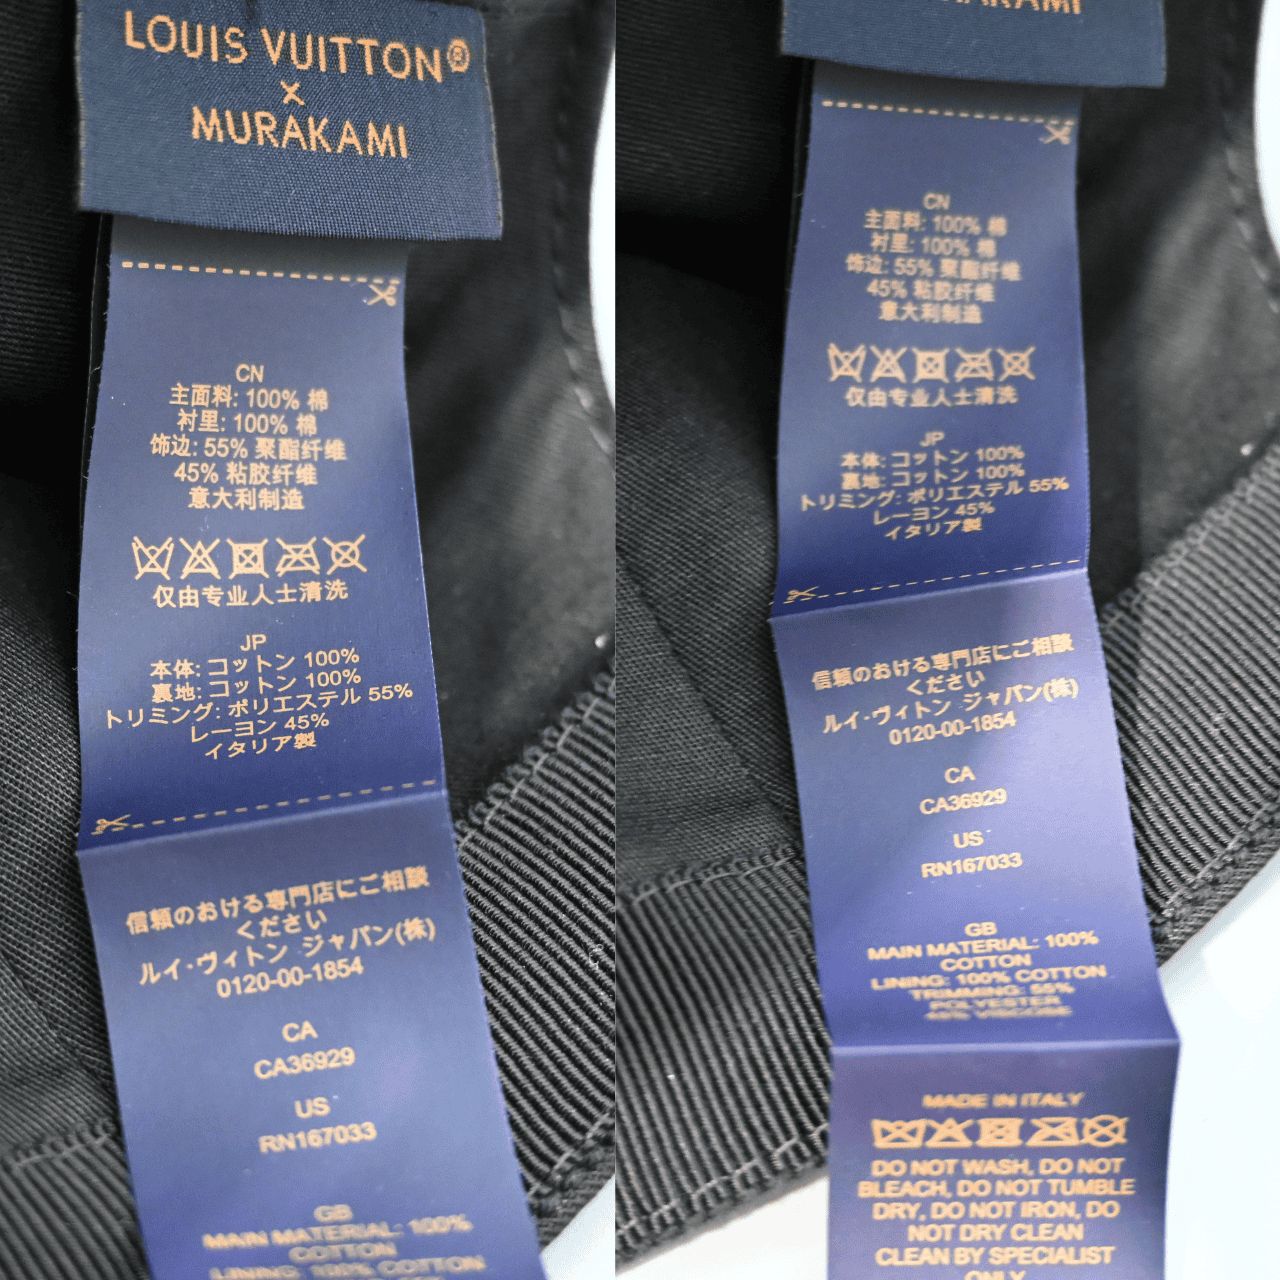 LOUIS VUITTON®
×
MURAKAMI
CN
主面料: 100% 棉
衬里: 100% 棉
饰边: 55% 聚酯纤维
45% 粘胶纤维
意大利制造
仅由专业人士清洗
JP
本体: コットン 100%
裏地: コットン 100%
トリミング: ポリエステル 55%
レーヨン 45%
イタリア製
信頼のおける専門店にご相談
ください
ルイ·ヴィトン ジャパン(株)
0120-00-1854
CA
CA36929
US
RN167033
GB
MAIN MATERIAL: 100%
COTTON
LINING: 100% COTTON
MURAKAMI
CN
主面料: 100% 棉
衬里: 100% 棉
饰边: 55% 聚酯纤维
45% 粘胶纤维
意大利制造
仅由专业人士清洗
JP
本体: コットン 100%
裏地: コットン 100%
トリミング: ポリエステル 55%
レーヨン 45%
イタリア製
信頼のおける専門店にご相談
ください
ルイ·ヴィトン ジャパン(株)
0120-00-1854
CA
CA36929
US
RN167033
GB
MAIN MATERIAL: 100%
COTTON
LINING: 100% COTTON
TRIMMING: 55%
POLYESTER
45% VISCOSE
MADE IN ITALY
DO NOT WASH, DO NOT
BLEACH, DO NOT TUMBLE
DRY, DO NOT IRON, DO
NOT DRY CLEAN
CLEAN BY SPECIALIST
ONLY